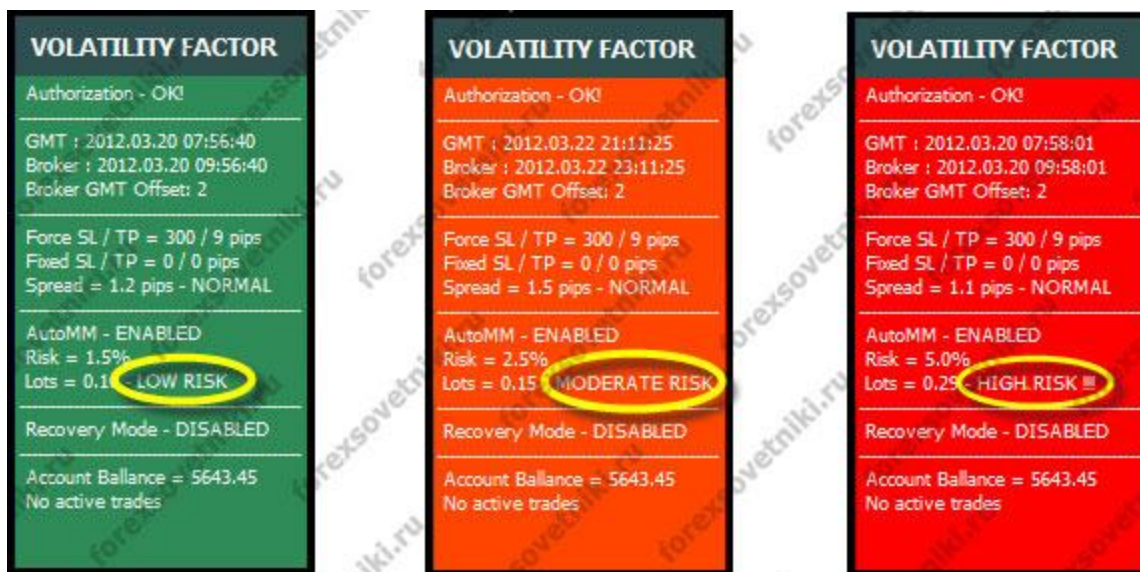 VOLATILITY FACTOR
Authorization - OK!
GMT : 2012.03.20 07:56:40
Broker : 2012.03.20 09:56:40
Broker GMT Offset: 2
Force SL / TP = 300 / 9 pips
Fixed SL / TP = 0 / 0 pips
Spread = 1.2 pips - NORMAL
AutoMM - ENABLED
Risk = 1.5%
Lots = - LOW RISK
Recovery Mode - DISABLED
Account Ballance = 5643.45
No active trades
VOLATILITY FACTOR
Authorization - OK!
GMT : 2012.03.22 21:11:25
Broker : 2012.03.22 23:11:25
Broker GMT Offset: 2
Force SL / TP = 300 / 9 pips
Fixed SL / TP = 0 / 0 pips
Spread = 1.5 pips - NORMAL
AutoMM - ENABLED
Risk = 2.5%
Lots = 0.15 MODERATE RISK
Recovery Mode - DISABLED
Account Ballance = 5643.45
No active trades
VOLATILITY FACTOR
Authorization - OK!
GMT : 2012.03.20 07:58:01
Broker : 2012.03.20 09:58:01
Broker GMT Offset: 2
Force SL / TP = 300 / 9 pips
Fixed SL / TP = 0 / 0 pips
Spread = 1.1 pips - NORMAL
AutoMM - ENABLED
Risk = 5.0%
Lots = 0.29 - HIGH RISK !!!
Recovery Mode - DISABLED
Account Ballance = 5643.45
No active trades
forexsovetniki.ru